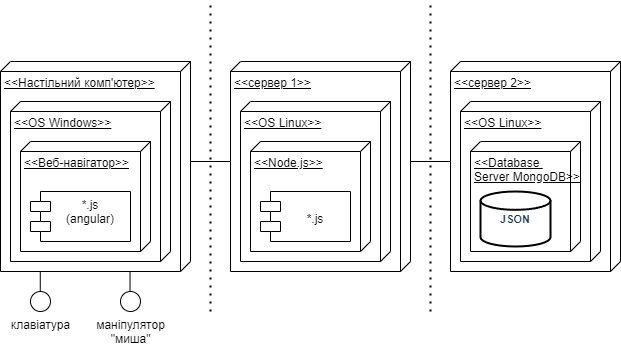 <<Настільний комп'ютер>>
<<OS Windows>>
<<Веб-навігатор>>
*.js
(angular)
клавіатура
маніпулятор
"миша"
<<сервер 1>>
<<OS Linux>>
<<Node.js>>
*.js
<<сервер 2>>
<<OS Linux>>
<<Database
Server MongoDB>>
JSON